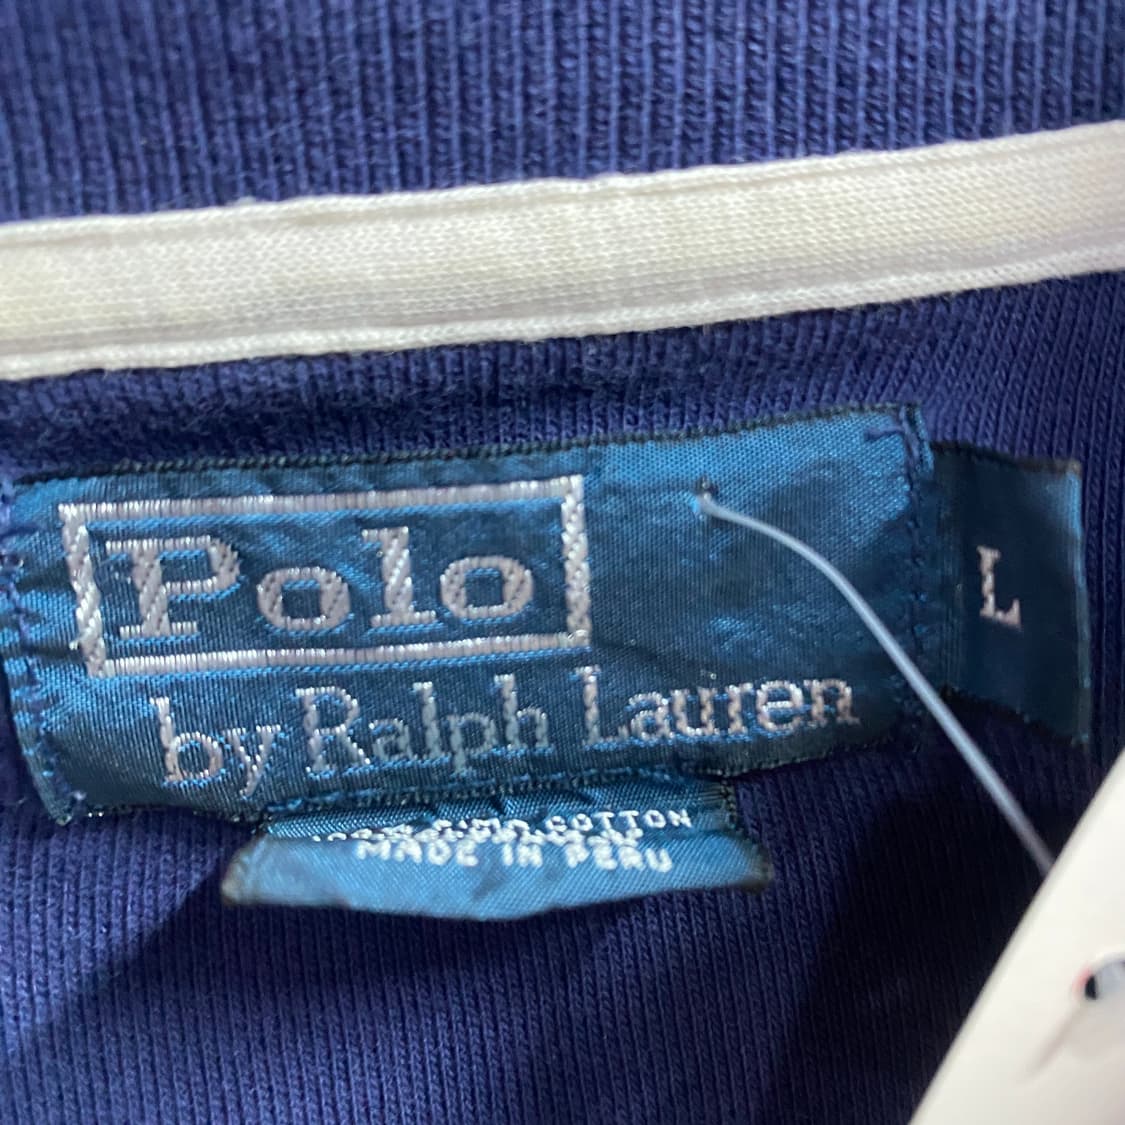 Polo
by Ralph Lauren
L
COTTON
MADE IN PERU